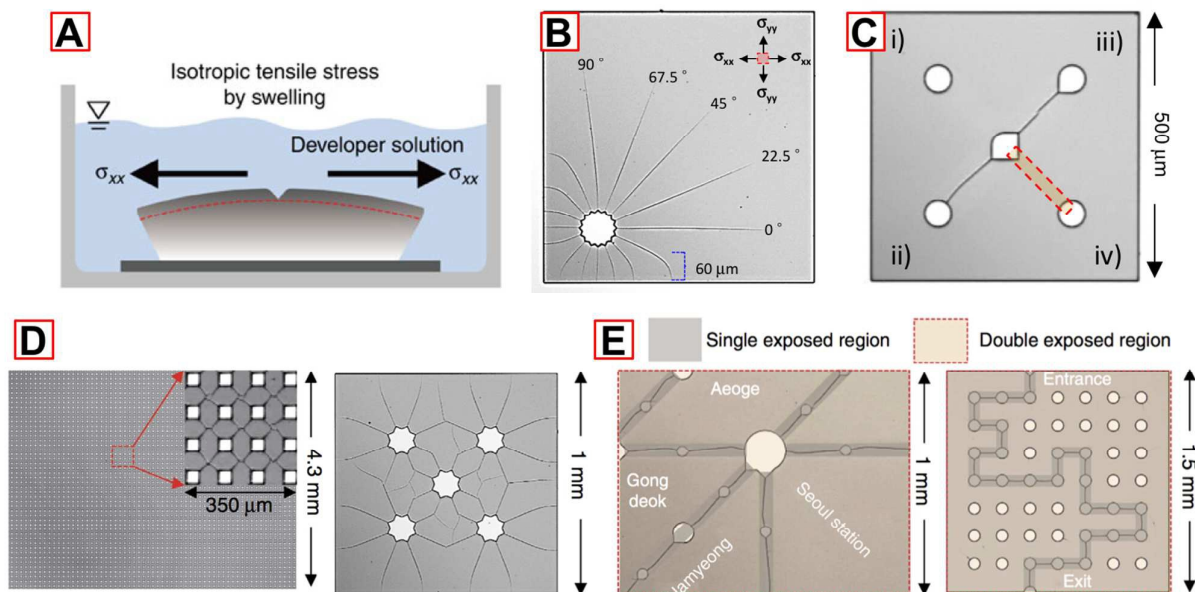 A
Isotropic tensile stress
by swelling
Developer solution
σxx
σxx
B
σyy
σxx
σxx
σyy
90 °
67.5 °
45 °
22.5 °
0 °
60 μm
C
i)
iii)
ii)
iv)
500 μm
D
350 μm
4.3 mm
1 mm
E
Single exposed region
Double exposed region
Aeoge
Gong
deok
Seoul station
1 mm
Entrance
Exit
1.5 mm